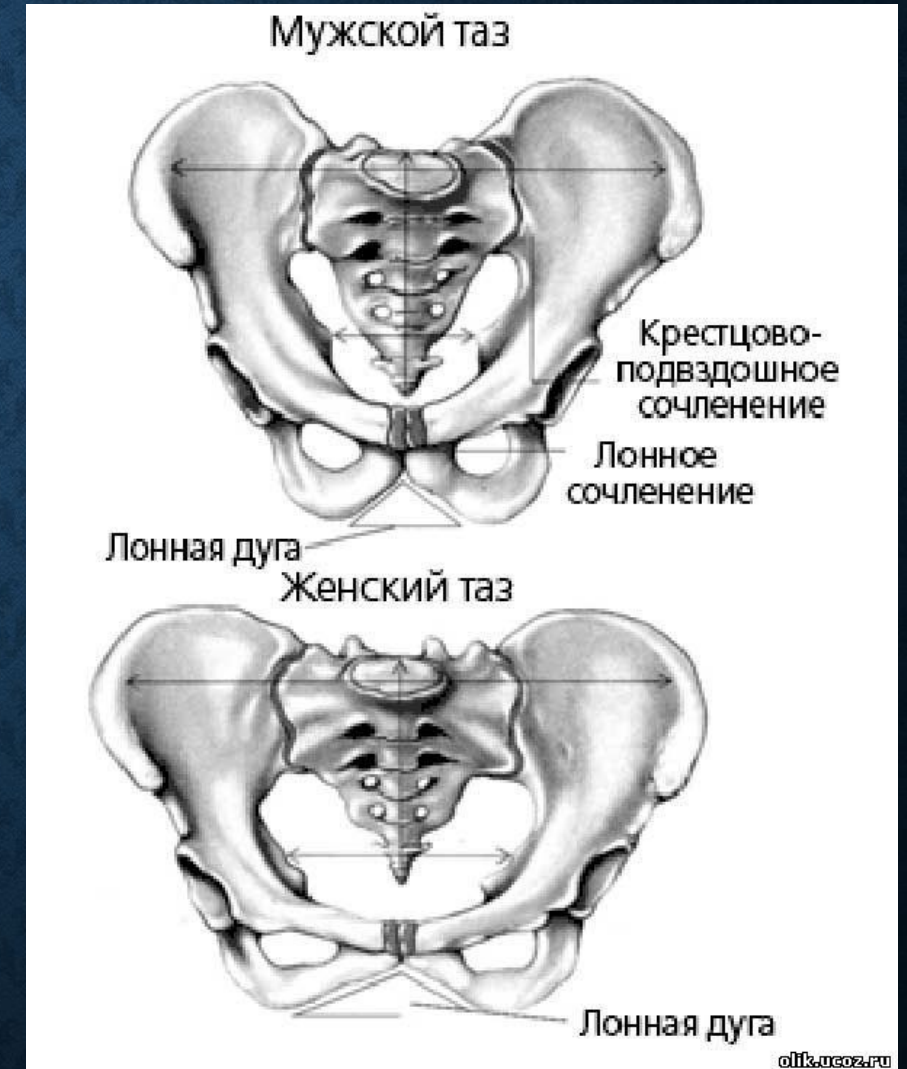 Мужской таз
Крестцово-
подвздошное
сочленение
Лонное
сочленение
Лонная дуга
Женский таз
Лонная дуга
olik.ucoz.ru